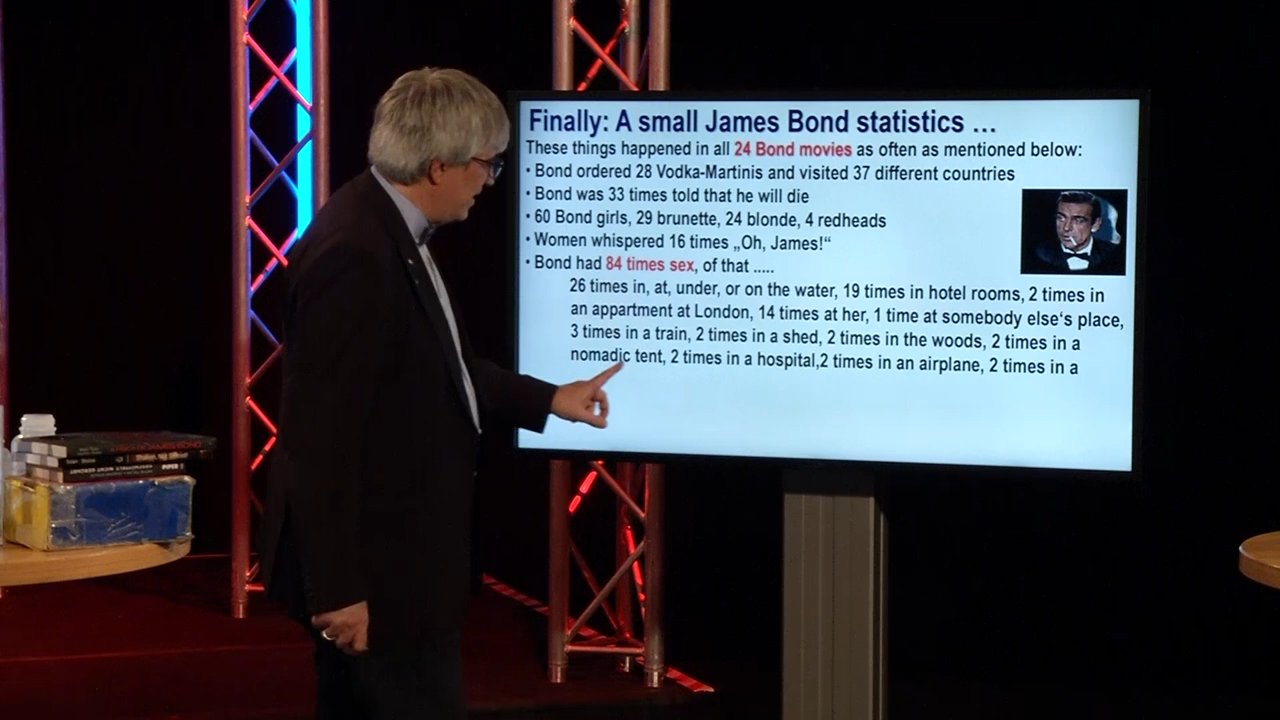 Finally: A small James Bond statistics …
These things happened in all 24 Bond movies as often as mentioned below:
• Bond ordered 28 Vodka-Martinis and visited 37 different countries
• Bond was 33 times told that he will die
• 60 Bond girls, 29 brunette, 24 blonde, 4 redheads
• Women whispered 16 times „Oh, James!“
• Bond had 84 times sex, of that .....
26 times in, at, under, or on the water, 19 times in hotel rooms, 2 times in
an appartment at London, 14 times at her, 1 time at somebody else‘s place,
3 times in a train, 2 times in a shed, 2 times in the woods, 2 times in a
nomadic tent, 2 times in a hospital,2 times in an airplane, 2 times in a
JAMES BOND
PIPER